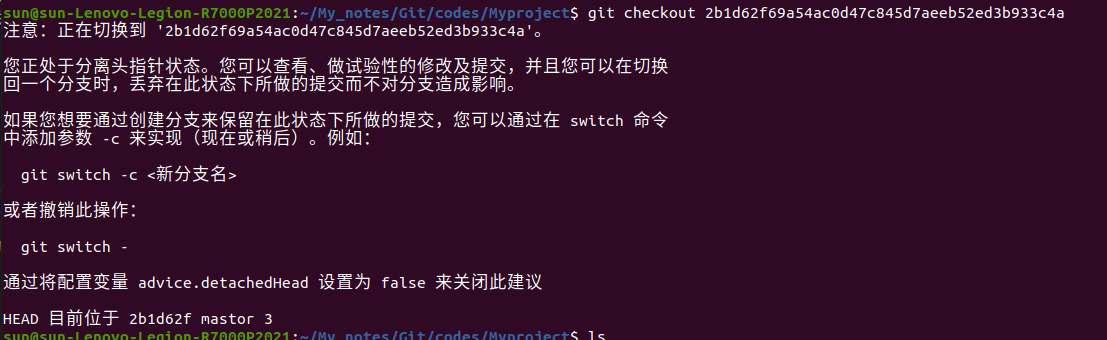 sun@sun-Lenovo-Legion-R7000P2021:~/My_notes/Git/codes/Myproject$ git checkout 2b1d62f69a54ac0d47c845d7aeeb52ed3b933c4a
注意：正在切换到 '2b1d62f69a54ac0d47c845d7aeeb52ed3b933c4a'。
您正处于分离头指针状态。您可以查看、做试验性的修改及提交，并且您可以在切换
回一个分支时，丢弃在此状态下所做的提交而不对分支造成影响。
如果您想要通过创建分支来保留在此状态下所做的提交，您可以通过在 switch 命令
中添加参数 -c 来实现（现在或稍后）。例如：
git switch -c <新分支名>
或者撤销此操作：
git switch -
通过将配置变量 advice.detachedHead 设置为 false 来关闭此建议
HEAD 目前位于 2b1d62f mastor 3
sun@sun-Lenovo-Legion-R7000P2021:~/My_notes/Git/codes/Myproject$ ls